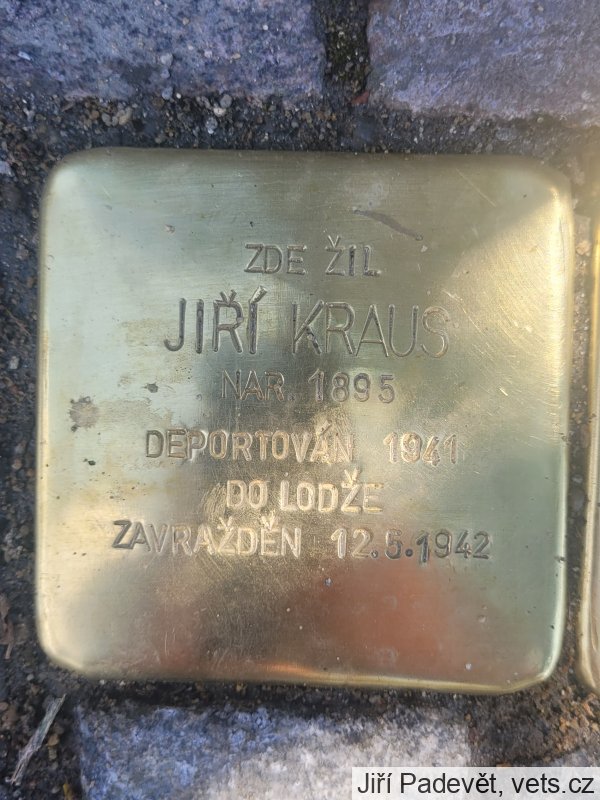 ZDE ŽIL
JIŘÍ KRAUS
NAR. 1895
DEPORTOVÁN 1941
DO LODŽE
ZAVRAŽDĚN 12.5.1942
Jiří Padevět, vets.cz